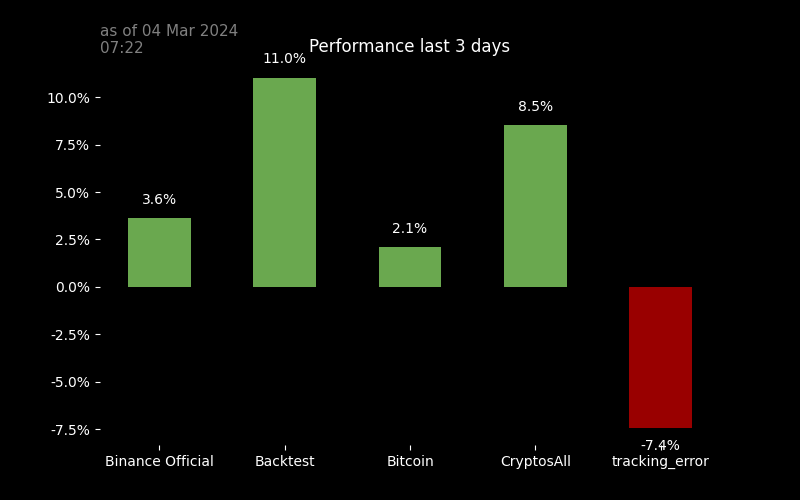 as of 04 Mar 2024
07:22
Performance last 3 days
11.0%
10.0%
8.5%
7.5%
5.0%
3.6%
2.5%
2.1%
0.0%
-2.5%
-5.0%
-7.5%
-7.4%
Binance Official
Backtest
Bitcoin
CryptosAll
tracking_error